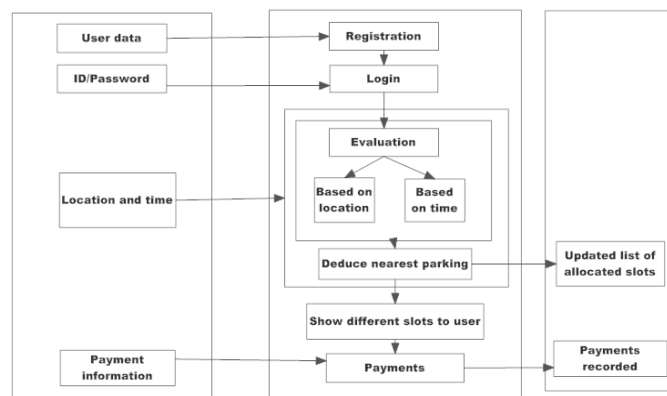 User data
Registration
ID/Password
Login
Evaluation
Based on
location
Based
on time
Location and time
Deduce nearest parking
Updated list of
allocated slots
Show different slots to user
Payment
information
Payments
Payments
recorded